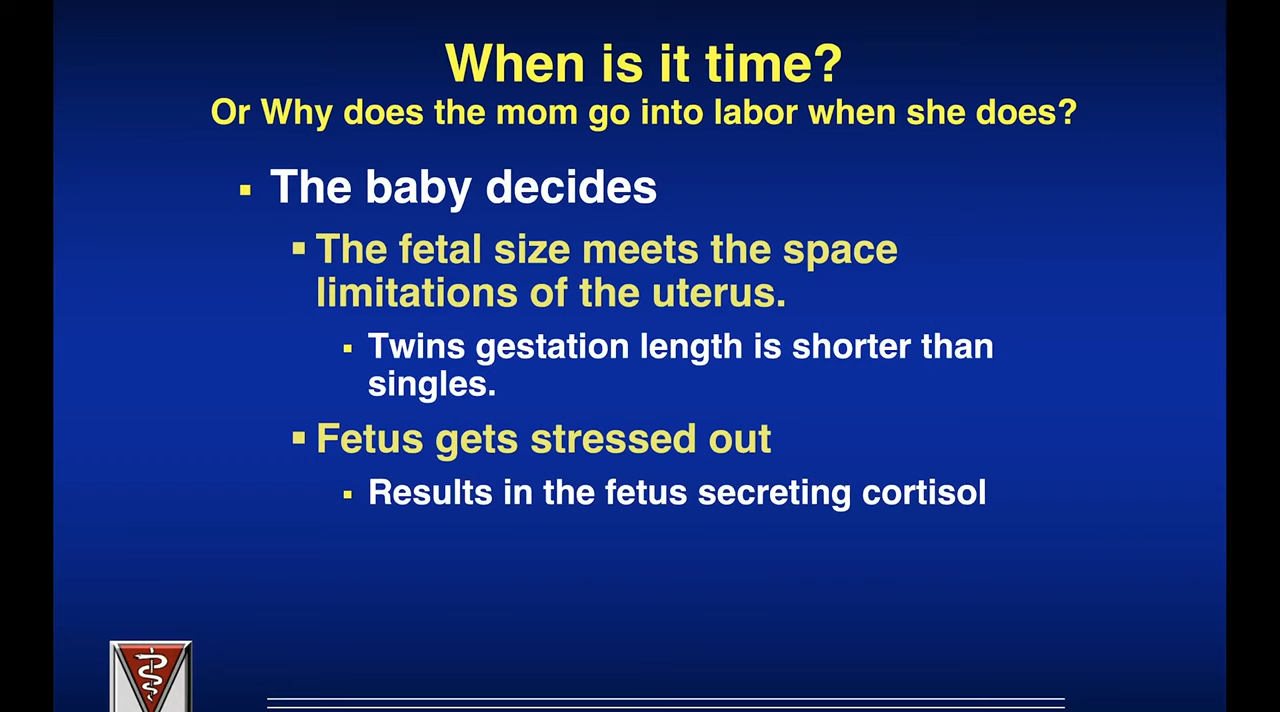 When is it time?
Or Why does the mom go into labor when she does?
▪ The baby decides
▪ The fetal size meets the space
limitations of the uterus.
▪ Twins gestation length is shorter than
singles.
▪ Fetus gets stressed out
▪ Results in the fetus secreting cortisol